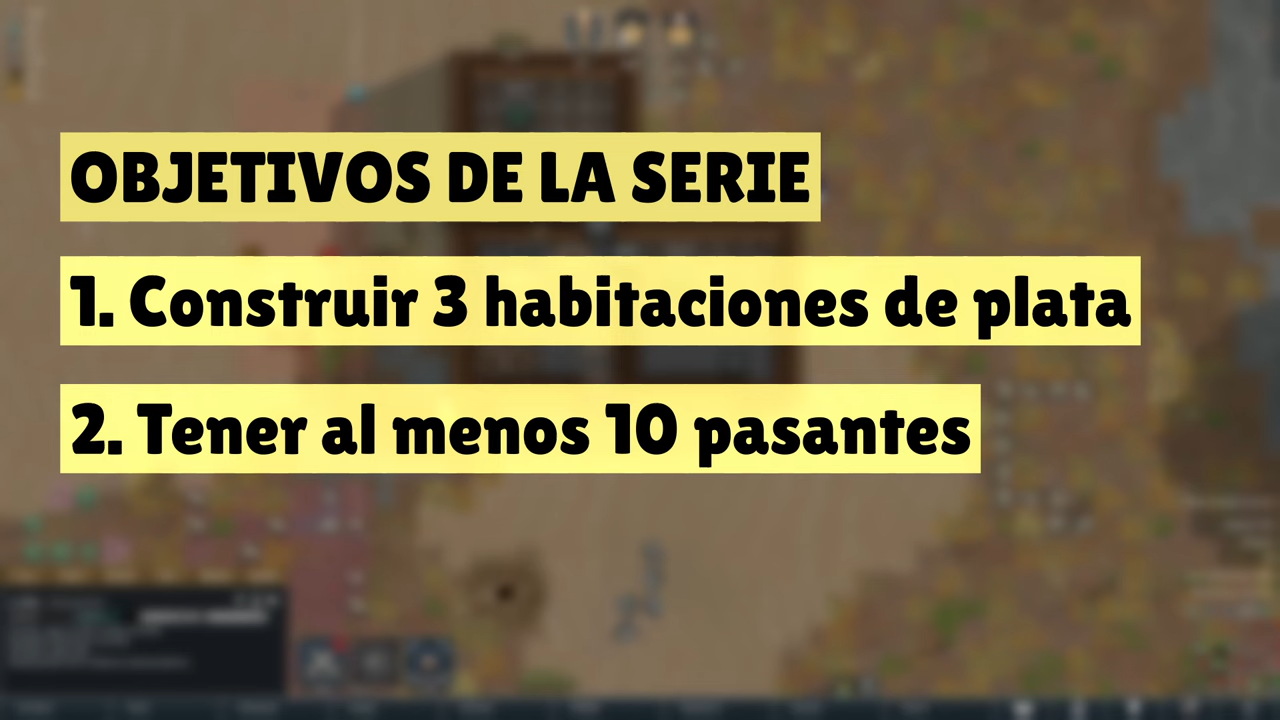 OBJETIVOS DE LA SERIE
1. Construir 3 habitaciones de plata
2. Tener al menos 10 pasantes